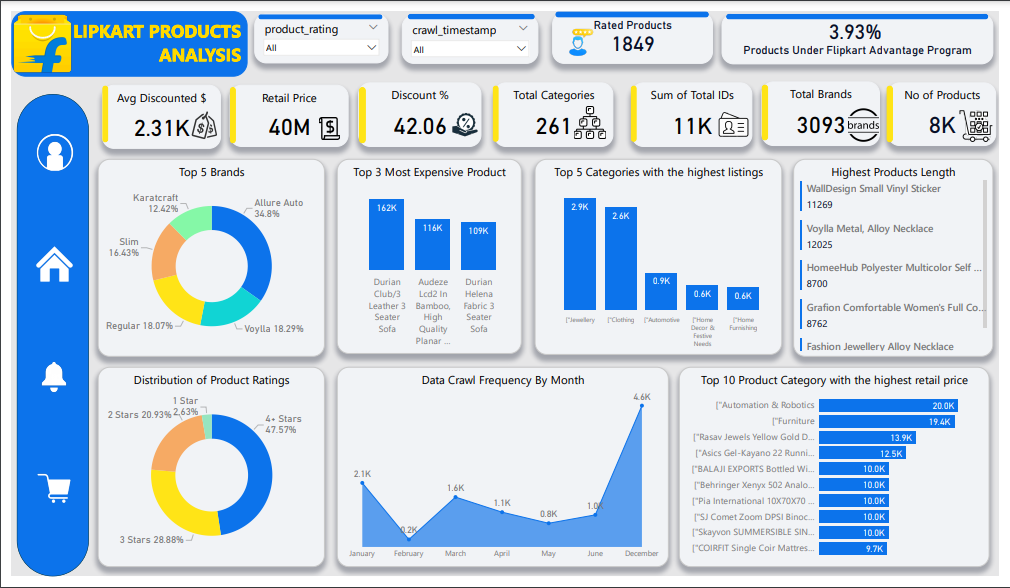 LIPKART PRODUCTS
ANALYSIS
product_rating
All
crawl_timestamp
All
Rated Products
1849
3.93%
Products Under Flipkart Advantage Program
Avg Discounted $
2.31K
Retail Price
40M
Discount %
42.06
Total Categories
261
Sum of Total IDs
11K
Total Brands
3093
brands
No of Products
8K
Top 5 Brands
Karatcraft
12.42%
Allure Auto
34.8%
Slim
16.43%
Regular 18.07%
Voylla 18.29%
Top 3 Most Expensive Product
162K
116K
109K
Durian
Club/3
Leather 3
Seater
Sofa
Audeze
Lcd2 In
Bamboo,
High
Quality
Planar ...
Durian
Helena
Fabric 3
Seater
Sofa
Top 5 Categories with the highest listings
2.9K
2.6K
0.9K
0.6K
0.6K
["Jewellery
["Clothing
["Automotive
["Home
Decor &
Festive
Needs
["Home
Furnishing
Highest Products Length
WallDesign Small Vinyl Sticker
11269
Voylla Metal, Alloy Necklace
12025
HomeeHub Polyester Multicolor Self ...
8700
Grafion Comfortable Women's Full Co...
8762
Fashion Jewellery Alloy Necklace
Distribution of Product Ratings
1 Star
2.63%
2 Stars 20.93%
4+ Stars
47.57%
3 Stars 28.88%
Data Crawl Frequency By Month
2.1K
0.2K
1.6K
1.1K
0.8K
1.0K
4.6K
January
February
March
April
May
June
December
Top 10 Product Category with the highest retail price
["Automation & Robotics
20.0K
["Furniture
19.4K
["Rasav Jewels Yellow Gold D...
13.9K
["Asics Gel-Kayano 22 Runni...
12.5K
["BALAJI EXPORTS Bottled Wi...
10.0K
["Behringer Xenyx 502 Analo...
10.0K
["Pia International 10X70X70 ...
10.0K
["SJ Comet Zoom DPSI Binoc...
10.0K
["Skayvon SUMMERSIBLE SIN...
10.0K
["COIRFIT Single Coir Mattres...
9.7K